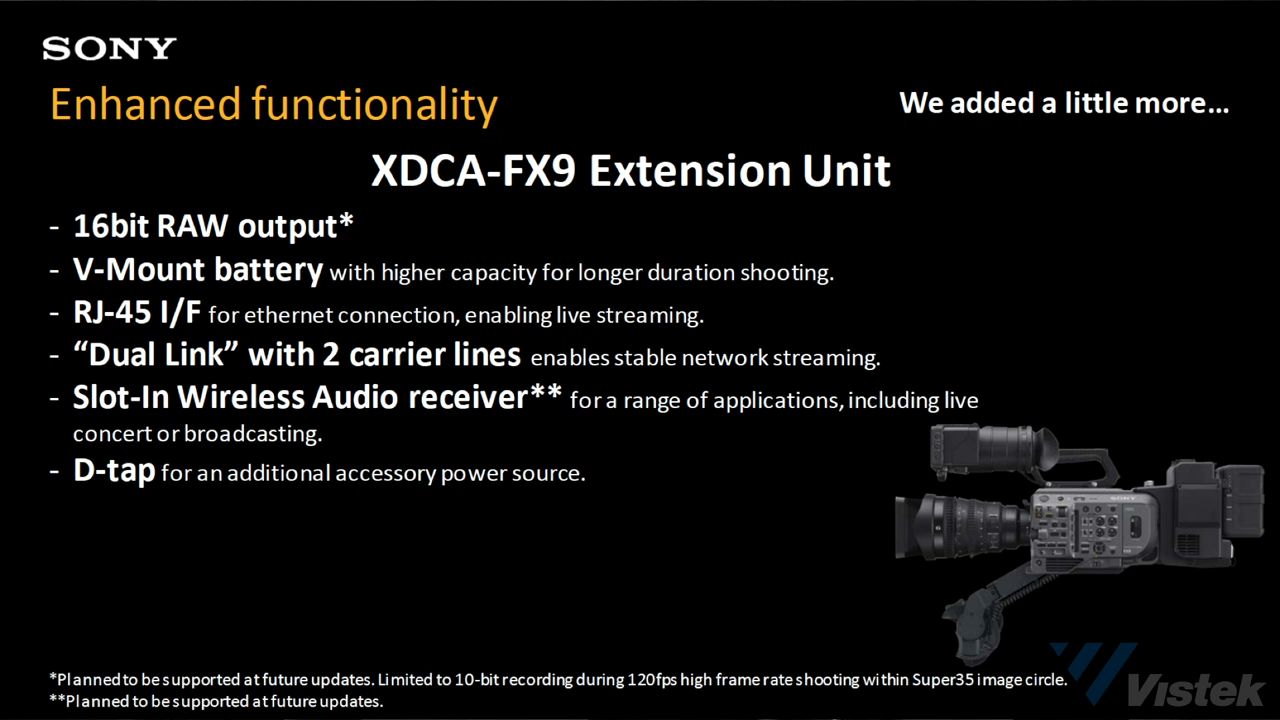 SONY
Enhanced functionality
We added a little more...
XDCA-FX9 Extension Unit
- 16bit RAW output*
- V-Mount battery with higher capacity for longer duration shooting.
- RJ-45 I/F for ethernet connection, enabling live streaming.
- “Dual Link” with 2 carrier lines enables stable network streaming.
- Slot-In Wireless Audio receiver** for a range of applications, including live
concert or broadcasting.
- D-tap for an additional accessory power source.
SONY
*Planned to be supported at future updates. Limited to 10-bit recording during 120fps high frame rate shooting within Super35 image circle.
**Planned to be supported at future updates.
Vistek